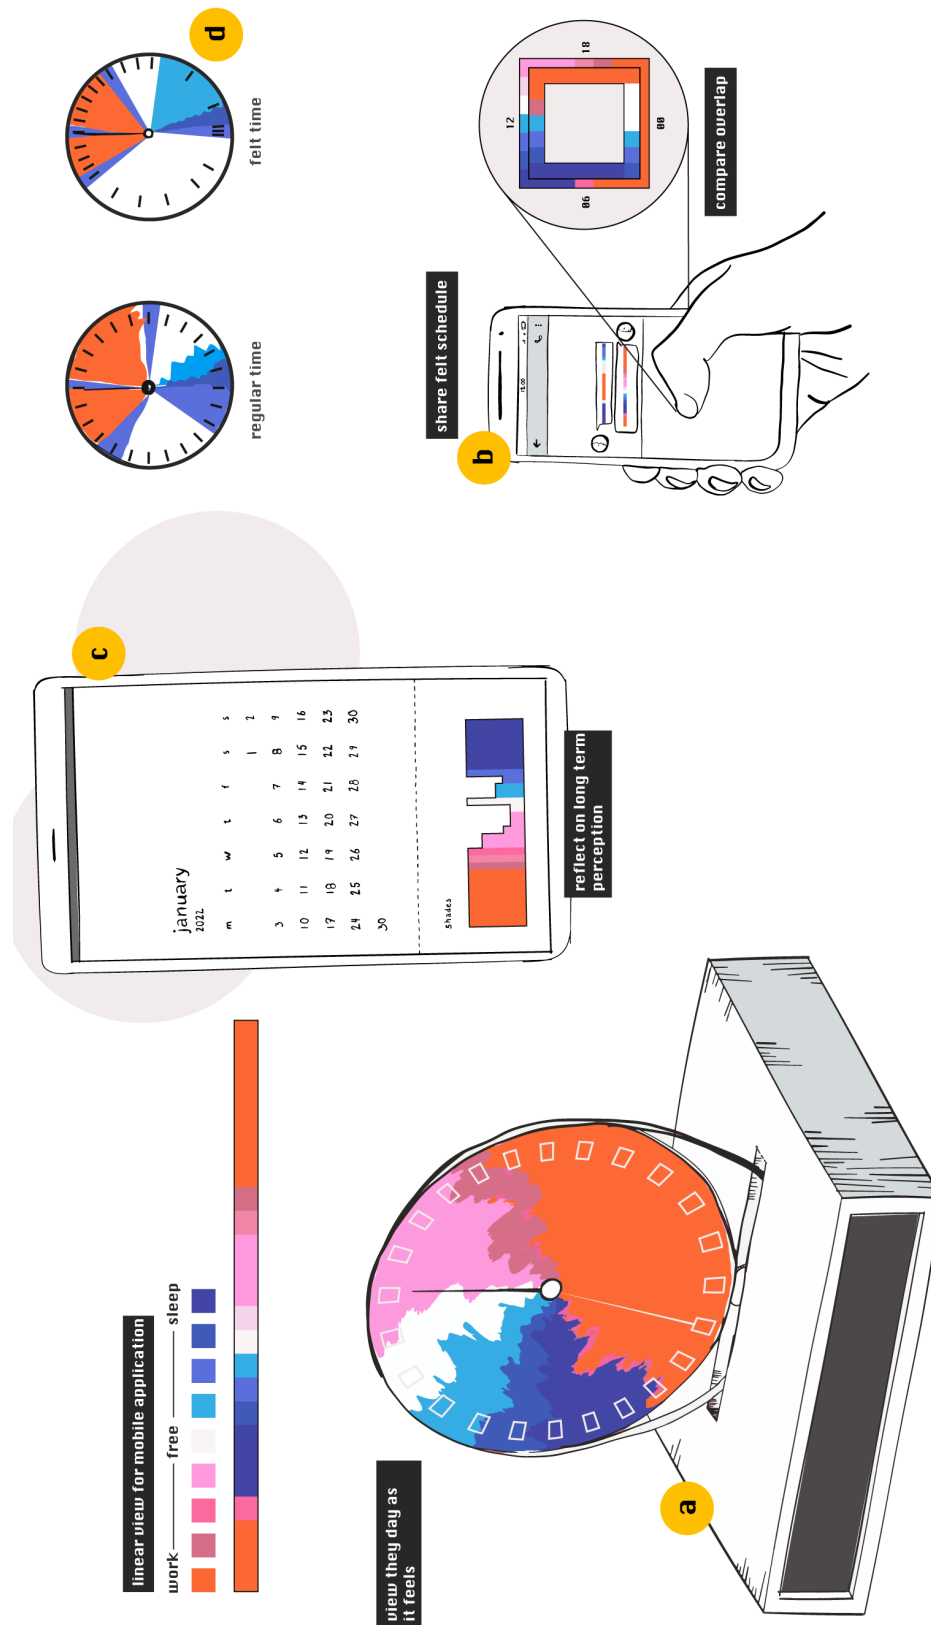 linear view for mobile application
work free sleep
view they day as
it feels
a
c
january
2022
m t w t f s s
1 2
3 4 5 6 7 8 9
10 11 12 13 14 15 16
17 18 19 20 21 22 23
24 25 26 27 28 29 30
30
Shades
reflect on long term
perception
d
regular time
felt time
share felt schedule
b
12
06
18
00
compare overlap